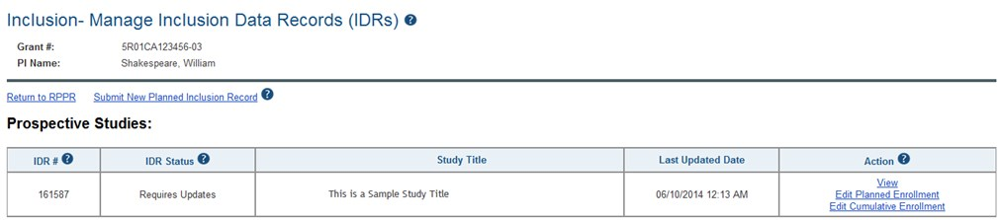 Inclusion- Manage Inclusion Data Records (IDRs) ?
Grant #: 5R01CA123456-03
PI Name: Shakespeare, William
Return to RPPR Submit New Planned Inclusion Record ?
Prospective Studies:
IDR # ? IDR Status ? Study Title Last Updated Date Action ?
161587 Requires Updates This is a Sample Study Title 06/10/2014 12:13 AM View
Edit Planned Enrollment
Edit Cumulative Enrollment